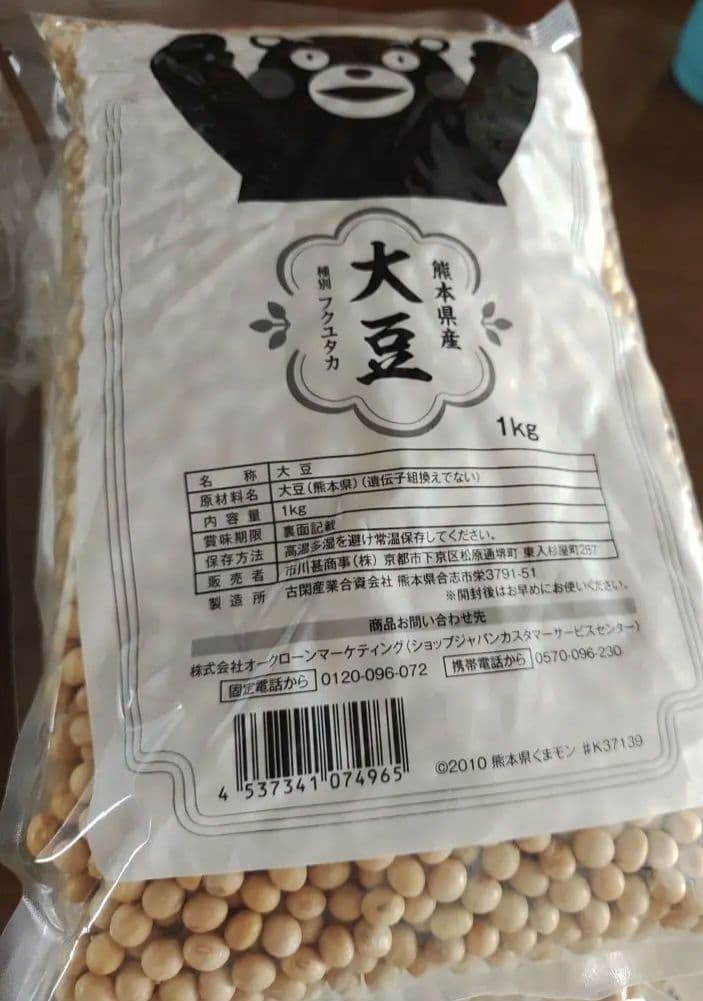 熊本県産
大豆
種別 フクユタカ
1kg
名称 大豆
原材料名 大豆(熊本県)(遺伝子組換えでない)
内容量 1kg
賞味期限 裏面記載
保存方法 高温多湿を避け常温保存してください。
販売者 市川甚商事(株) 京都市下京区松原通堺町 東入杉屋町287
製造所 古閑産業合資会社 熊本県合志市栄3791-51
※開封後はお早めにお使いください。
商品お問い合わせ先
株式会社オークローンマーケティング(ショップジャパンカスタマーサービスセンター)
固定電話から 0120-096-072 携帯電話から 0570-096-230
4 537341 074965
©2010 熊本県くまモン #K37139